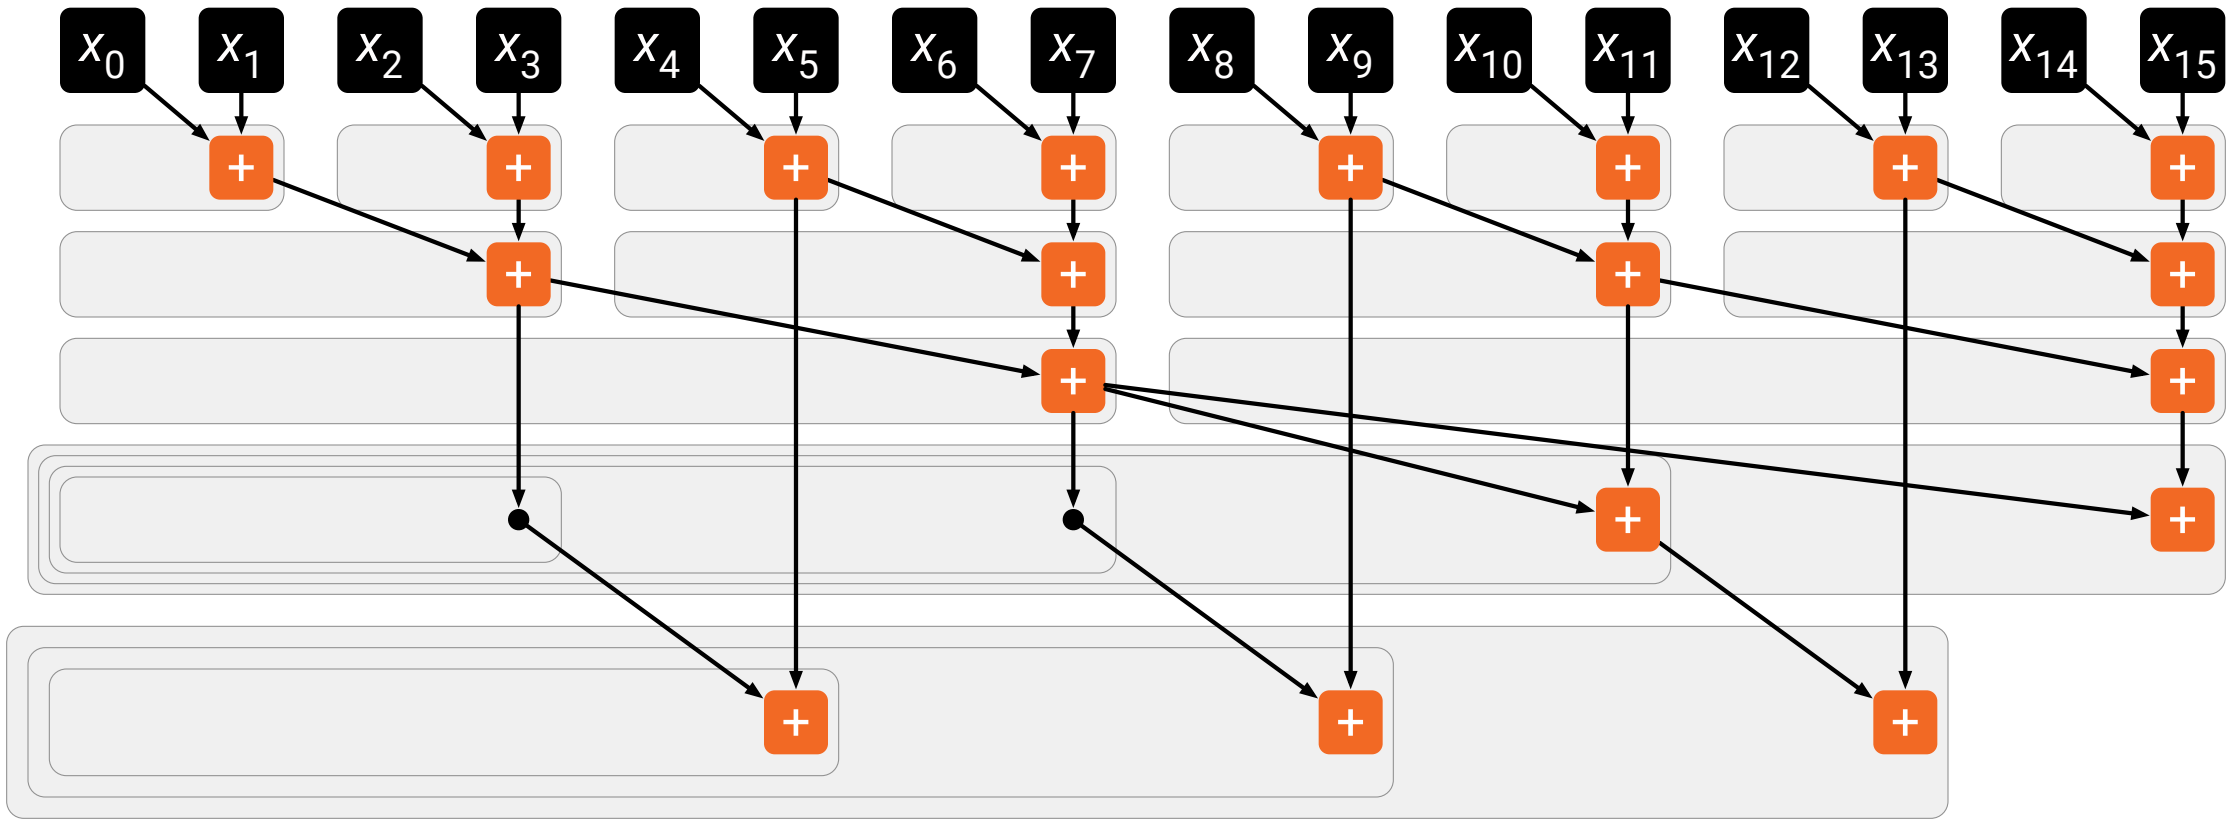 x0 x1 x2 x3 x4 x5 x6 x7 x8 x9 x10 x11 x12 x13 x14 x15
+ + + + + + + +
+ + + +
+ +
+ +
+ + +